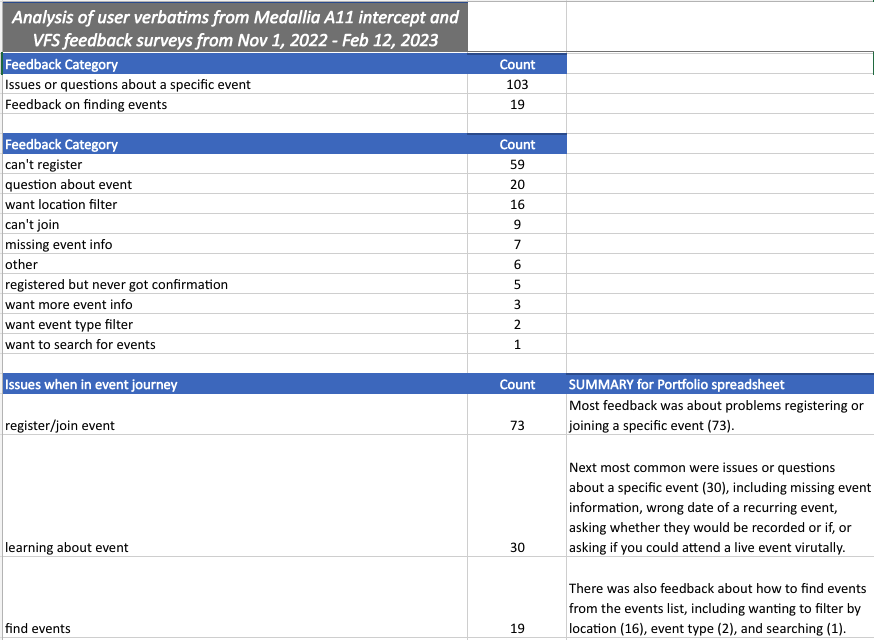 Analysis of user verbatims from Medallia A11 intercept and
VFS feedback surveys from Nov 1, 2022 - Feb 12, 2023
Feedback Category Count
Issues or questions about a specific event 103
Feedback on finding events 19
Feedback Category Count
can't register 59
question about event 20
want location filter 16
can't join 9
missing event info 7
other 6
registered but never got confirmation 5
want more event info 3
want event type filter 2
want to search for events 1
Issues when in event journey Count SUMMARY for Portfolio spreadsheet
Most feedback was about problems registering or
register/join event 73 joining a specific event (73).
Next most common were issues or questions
about a specific event (30), including missing event
information, wrong date of a recurring event,
asking whether they would be recorded or if, or
learning about event 30 asking if you could attend a live event virutally.
There was also feedback about how to find events
from the events list, including wanting to filter by
find events 19 location (16), event type (2), and searching (1).